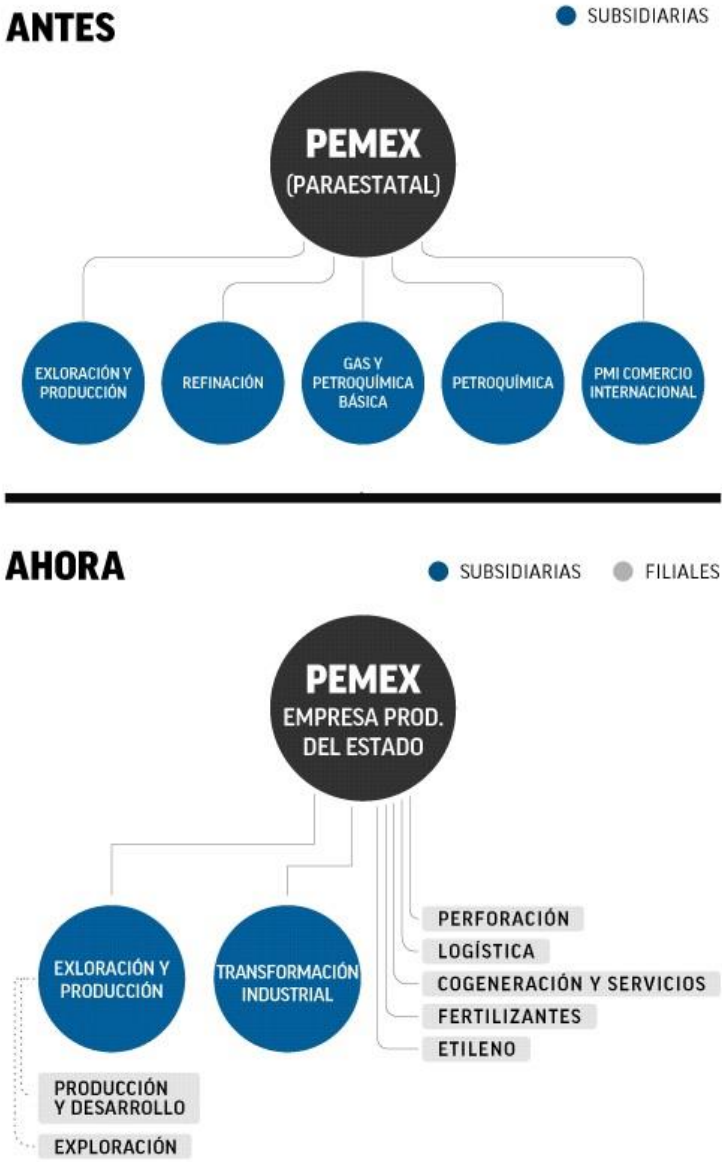 ANTES
SUBSIDIARIAS
PEMEX
(PARAESTATAL)
EXLORACIÓN Y
PRODUCCIÓN
REFINACIÓN
GAS Y
PETROQUÍMICA
BÁSICA
PETROQUÍMICA
PMI COMERCIO
INTERNACIONAL
AHORA
SUBSIDIARIAS
FILIALES
PEMEX
EMPRESA PROD.
DEL ESTADO
EXLORACIÓN Y
PRODUCCIÓN
TRANSFORMACIÓN
INDUSTRIAL
PERFORACIÓN
LOGÍSTICA
COGENERACIÓN Y SERVICIOS
FERTILIZANTES
ETILENO
PRODUCCIÓN
Y DESARROLLO
EXPLORACIÓN